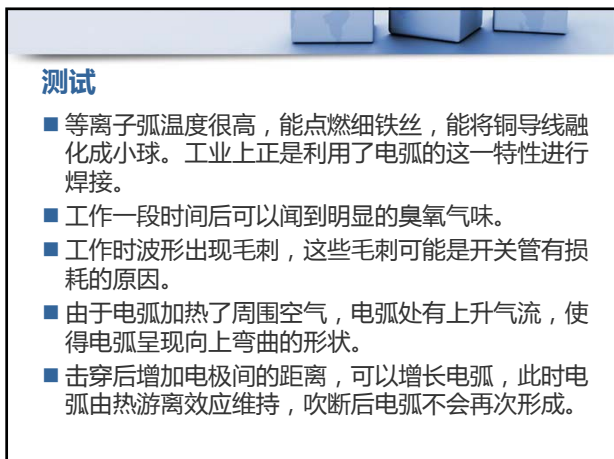 测试
等离子弧温度很高，能点燃细铁丝，能将铜导线融
化成小球。工业上正是利用了电弧的这一特性进行
焊接。
工作一段时间后可以闻到明显的臭氧气味。
工作时波形出现毛刺，这些毛刺可能是开关管有损
耗的原因。
由于电弧加热了周围空气，电弧处有上升气流，使
得电弧呈现向上弯曲的形状。
击穿后增加电极间的距离，可以增长电弧，此时电
弧由热游离效应维持，吹断后电弧不会再次形成。